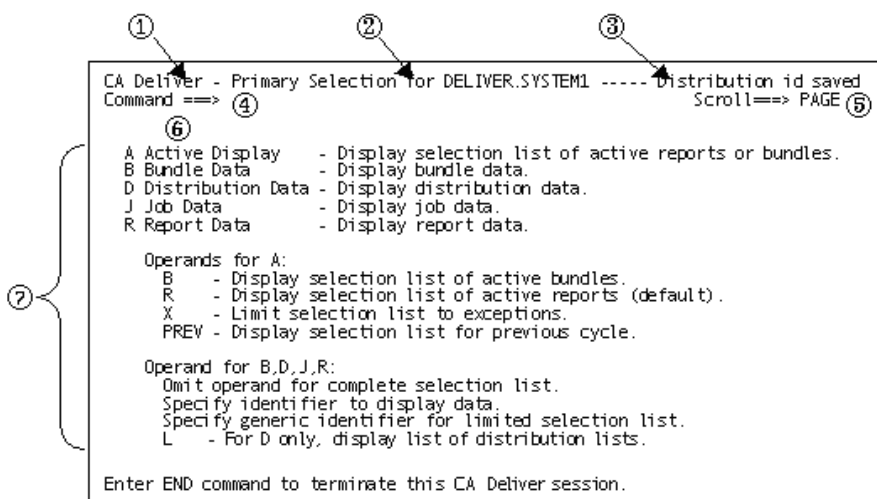 ① ② ③
CA Deliver - Primary Selection for DELIVER.SYSTEM1 ----- Distribution id saved
Command ===> ④ Scroll===> PAGE ⑤
⑥
A Active Display - Display selection list of active reports or bundles.
B Bundle Data - Display bundle data.
D Distribution Data - Display distribution data.
J Job Data - Display job data.
R Report Data - Display report data.
Operands for A:
B - Display selection list of active bundles.
R - Display selection list of active reports (default).
⑦
X - Limit selection list to exceptions.
PREV - Display selection list for previous cycle.
Operand for B,D,J,R:
Omit operand for complete selection list.
Specify identifier to display data.
Specify generic identifier for limited selection list.
L - For D only, display list of distribution lists.
Enter END command to terminate this CA Deliver session.